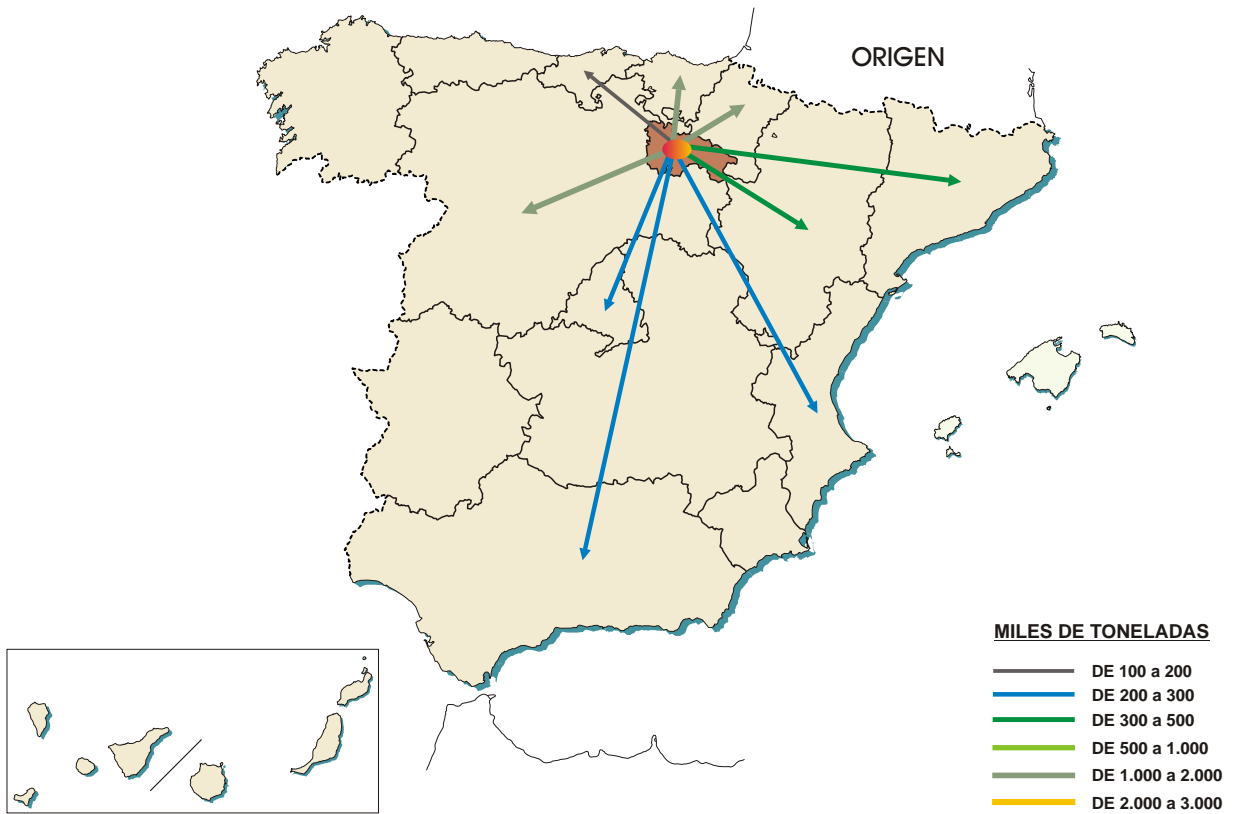 ORIGEN
MILES DE TONELADAS
DE 100 a 200
DE 200 a 300
DE 300 a 500
DE 500 a 1.000
DE 1.000 a 2.000
DE 2.000 a 3.000